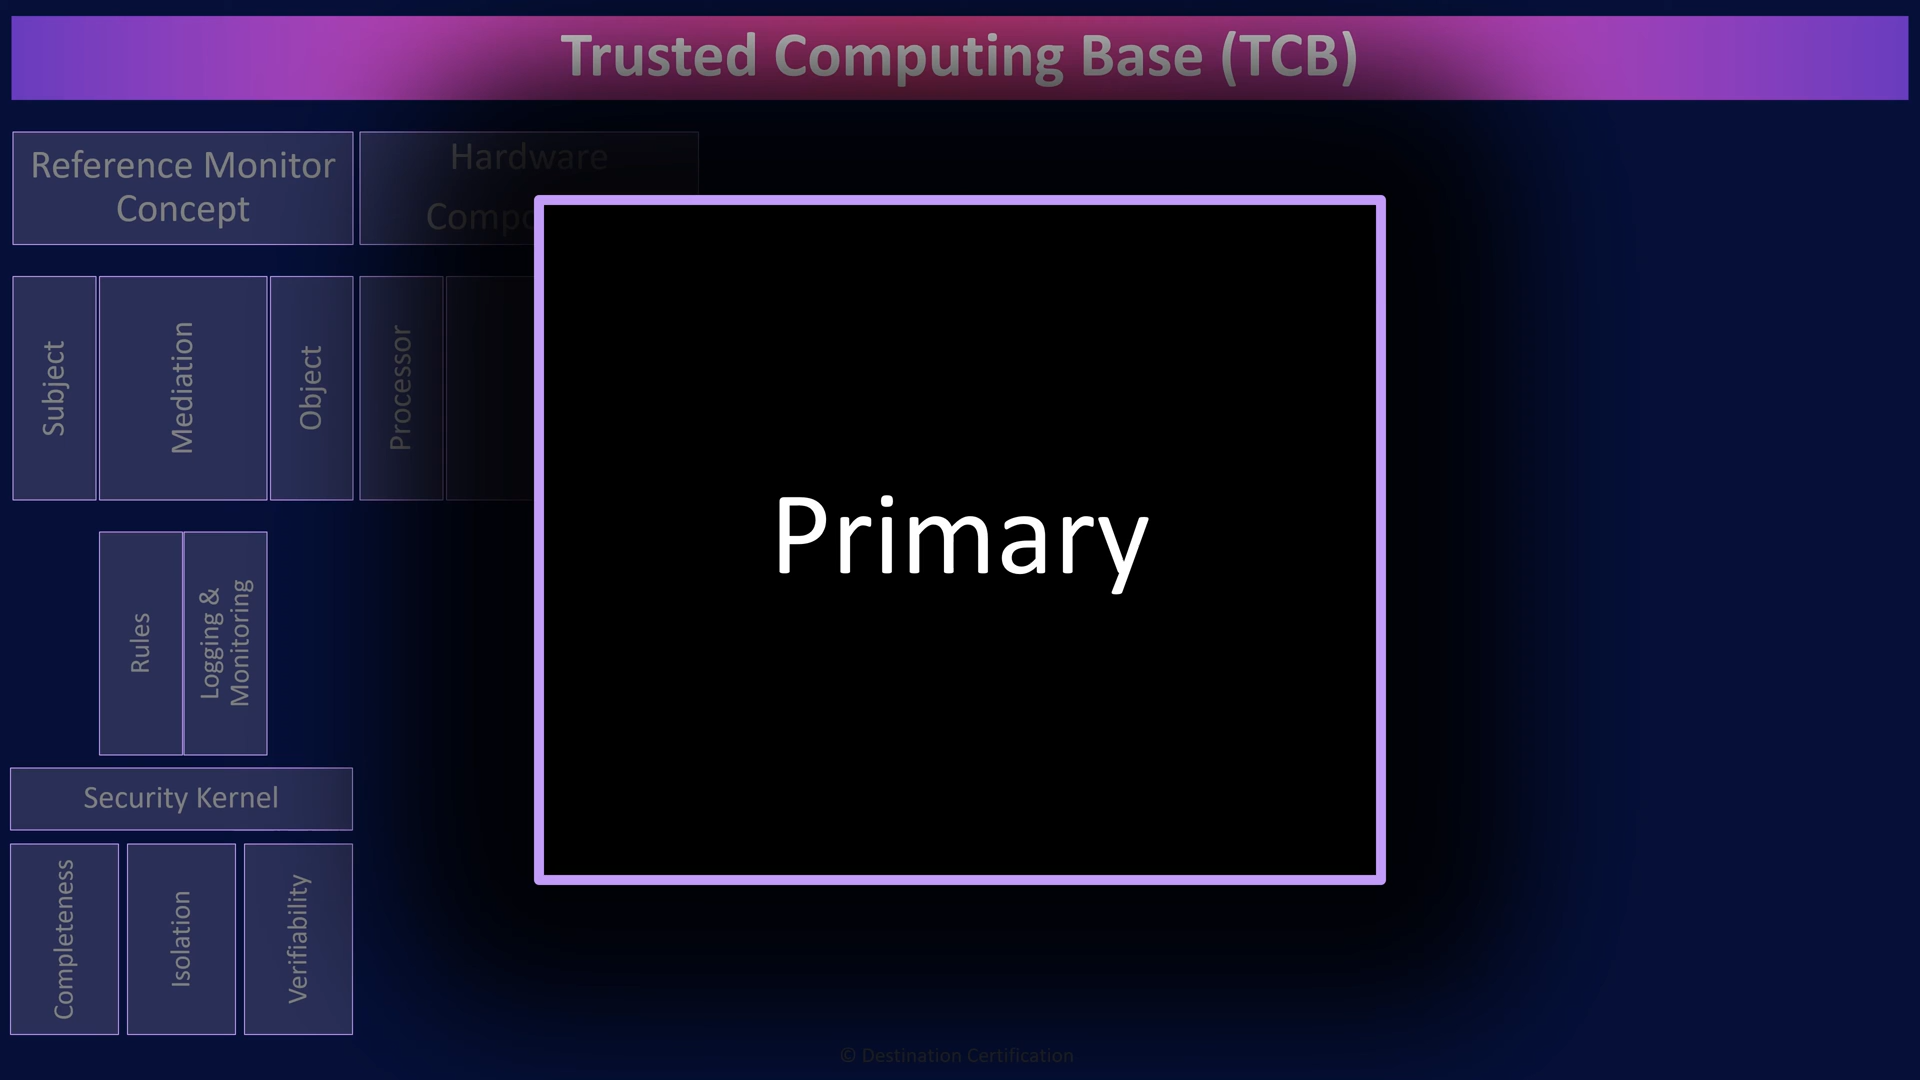 Trusted Computing Base (TCB)
Reference Monitor
Concept
Hardware
Subject
Mediation
Object
Processor
Primary
Rules
Logging &
Monitoring
Security Kernel
Completeness
Isolation
Verifiability
© Destination Certification